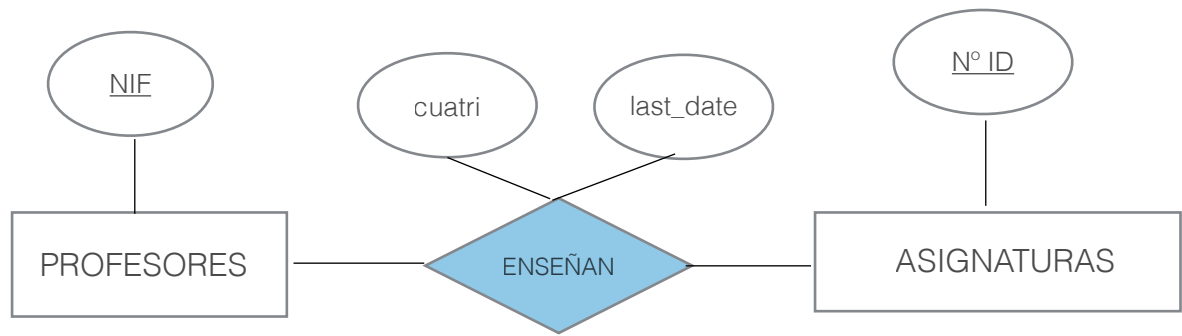 NIF
cuatri
last_date
Nº ID
PROFESORES
ENSEÑAN
ASIGNATURAS